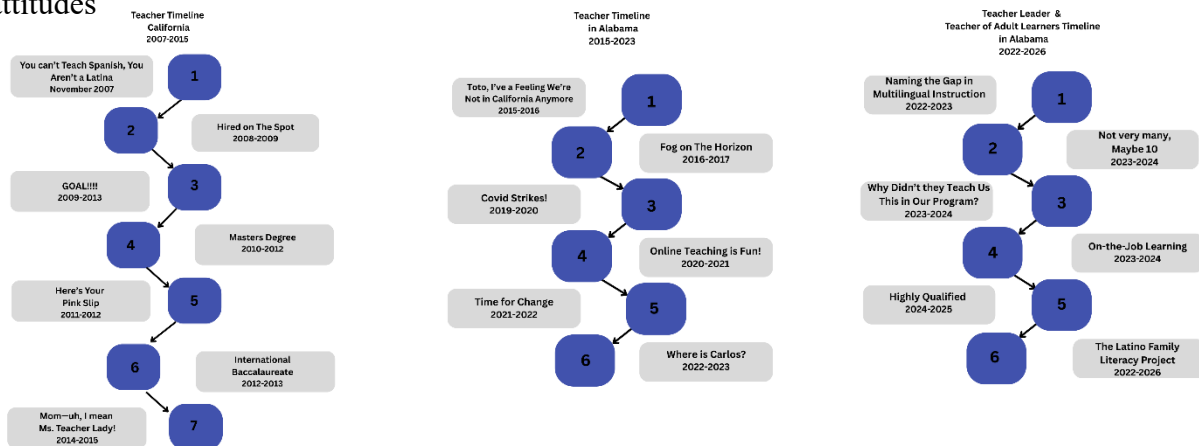 attitudes
Teacher Timeline
California
2007-2015
You can't Teach Spanish, You
Aren't a Latina
November 2007
1
2
Hired on The Spot
2008-2009
GOAL!!!!
2009-2013
3
4
Masters Degree
2010-2012
Here's Your
Pink Slip
2011-2012
5
6
International
Baccalaureate
2012-2013
Mom—uh, I mean
Ms. Teacher Lady!
2014-2015
7
Teacher Timeline
in Alabama
2015-2023
Toto, I've a Feeling We're
Not in California Anymore
2015-2016
1
2
Fog on The Horizon
2016-2017
Covid Strikes!
2019-2020
3
4
Online Teaching is Fun!
2020-2021
Time for Change
2021-2022
5
6
Where is Carlos?
2022-2023
Teacher Leader &
Teacher of Adult Learners Timeline
in Alabama
2022-2026
Naming the Gap in
Multilingual Instruction
2022-2023
1
2
Not very many,
Maybe 10
2023-2024
Why Didn't they Teach Us
This in Our Program?
2023-2024
3
4
On-the-Job Learning
2023-2024
Highly Qualified
2024-2025
5
6
The Latino Family
Literacy Project
2022-2026